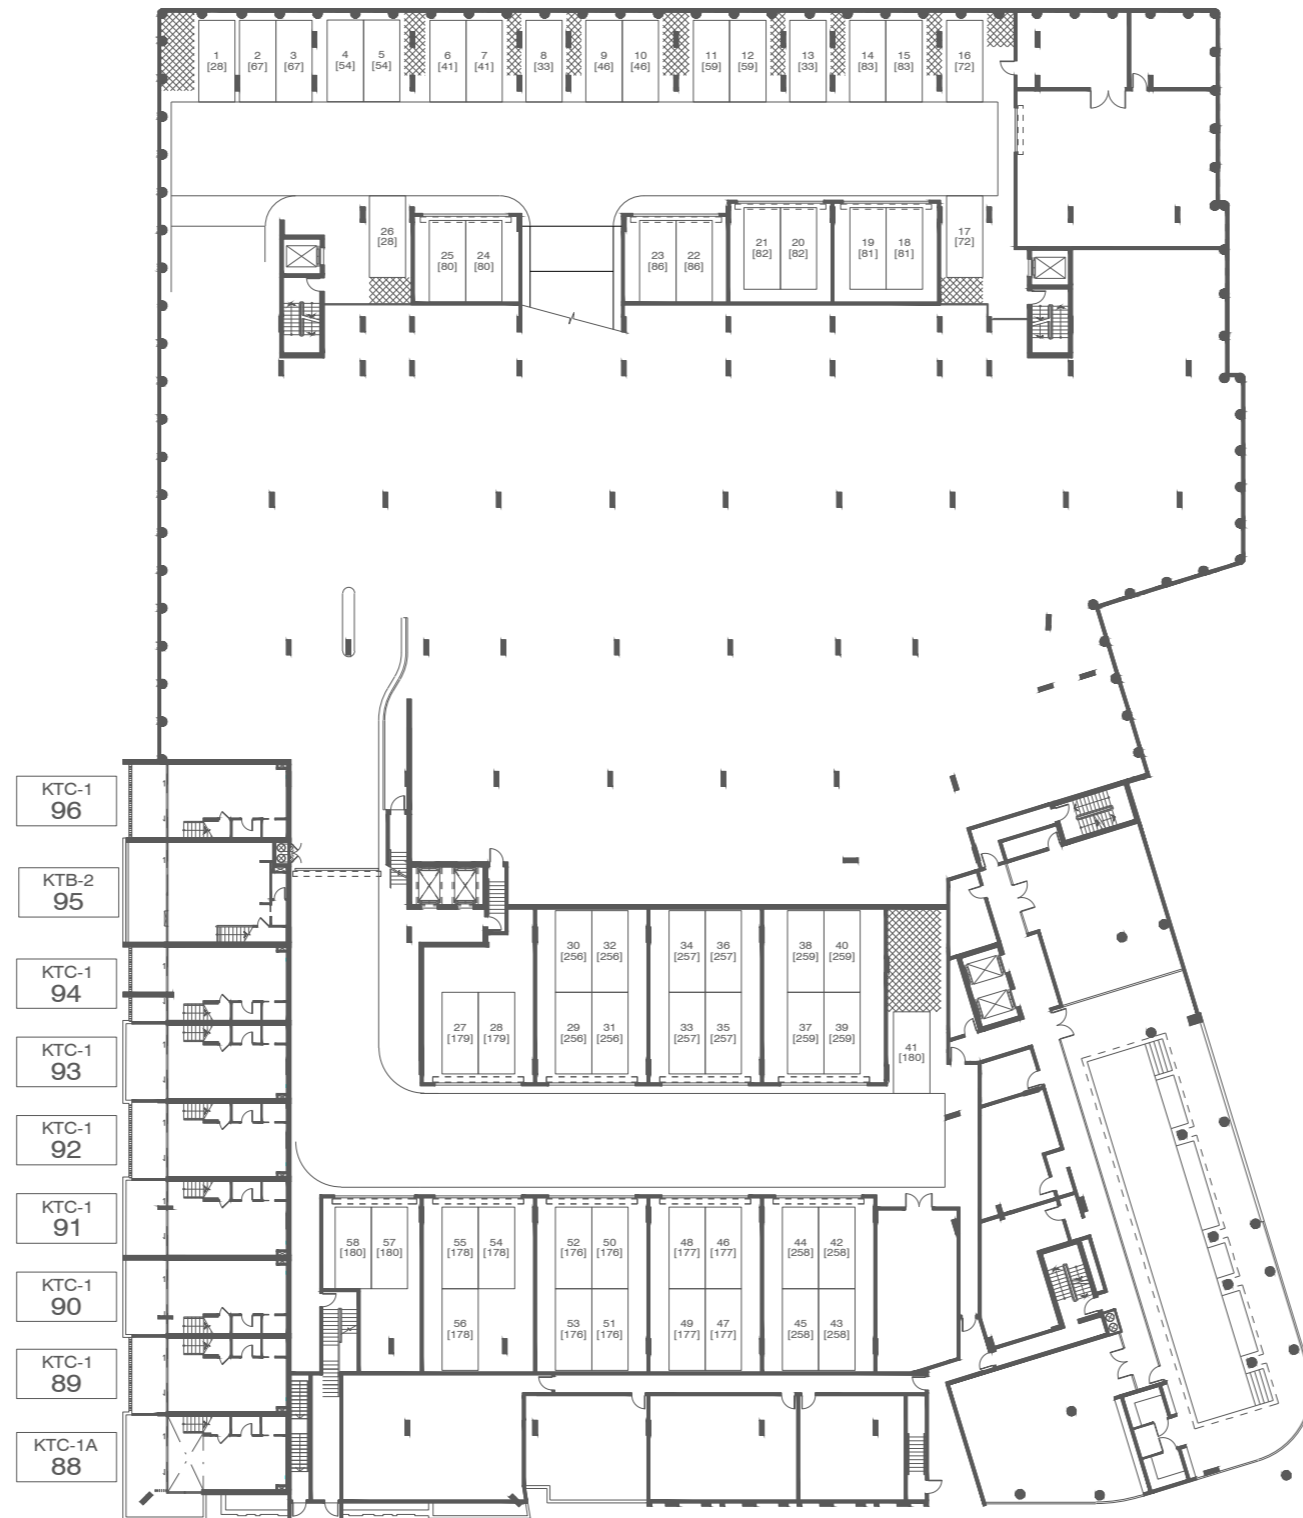 1 2 3 4 5 6 7 8 9 10 11 12 13 14 15 16
[28] [67] [67] [54] [54] [41] [41] [33] [46] [46] [59] [59] [33] [83] [83] [72]
26 25 24 23 22 21 20 19 18 17
[28] [80] [80] [86] [86] [82] [82] [81] [81] [72]
KTC-1
96
KTB-2
95
KTC-1
94
KTC-1
93
KTC-1
92
KTC-1
91
KTC-1
90
KTC-1
89
KTC-1A
88
30 32 34 36 38 40
[256] [256] [257] [257] [259] [259]
27 28 29 31 33 35 37 39 41
[179] [179] [256] [256] [257] [257] [259] [259] [180]
58 57 55 54 52 50 48 46 44 42
[180] [180] [178] [178] [176] [176] [177] [177] [258] [258]
56 53 51 49 47 45 43
[178] [176] [176] [177] [177] [258] [258]